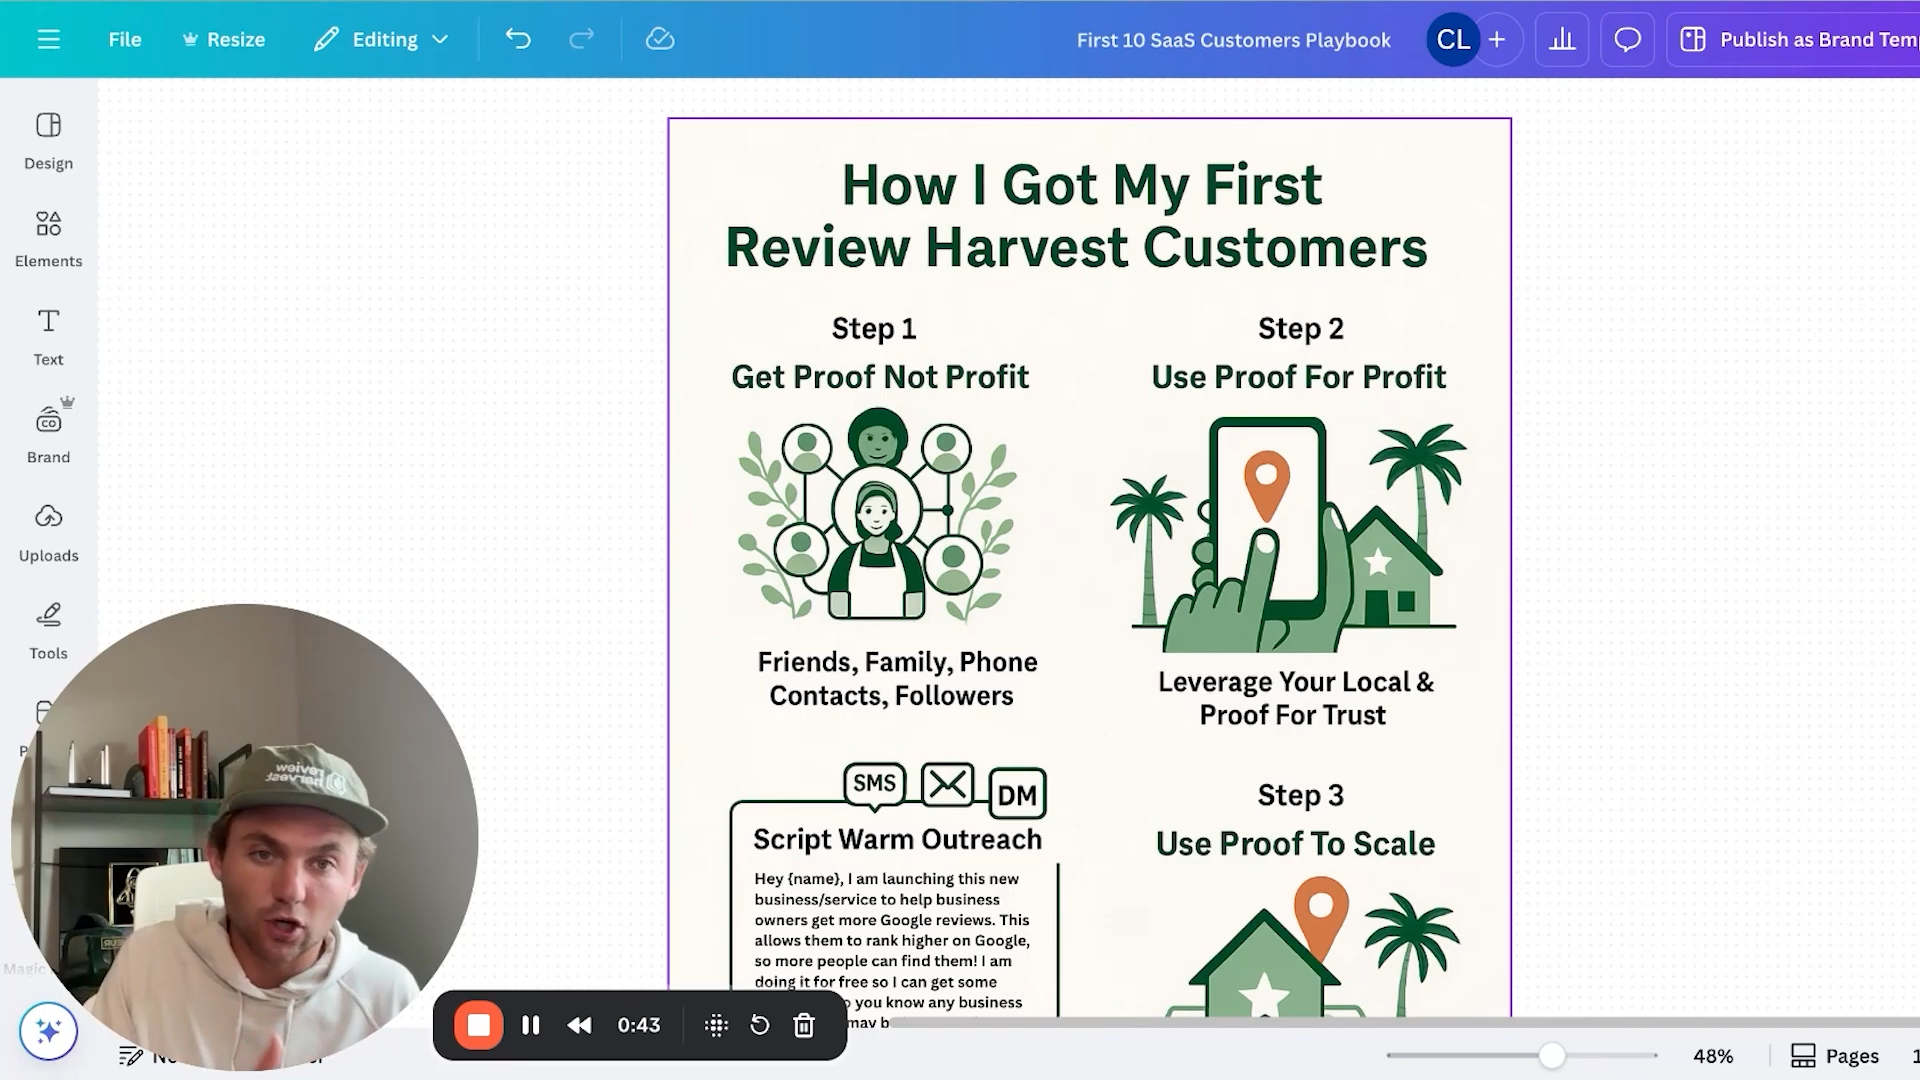 File
Resize
Editing
First 10 SaaS Customers Playbook
CL
Publish as Brand Tem
Design
Elements
Text
Brand
Uploads
Tools
How I Got My First
Review Harvest Customers
Step 1
Get Proof Not Profit
Friends, Family, Phone
Contacts, Followers
Step 2
Use Proof For Profit
Leverage Your Local &
Proof For Trust
SMS
DM
Script Warm Outreach
Hey {name}, I am launching this new
business/service to help business
owners get more Google reviews. This
allows them to rank higher on Google,
so more people can find them! I am
doing it for free so I can get some
you know any business
Step 3
Use Proof To Scale
review
harvest
Magic
0:43
48%
Pages